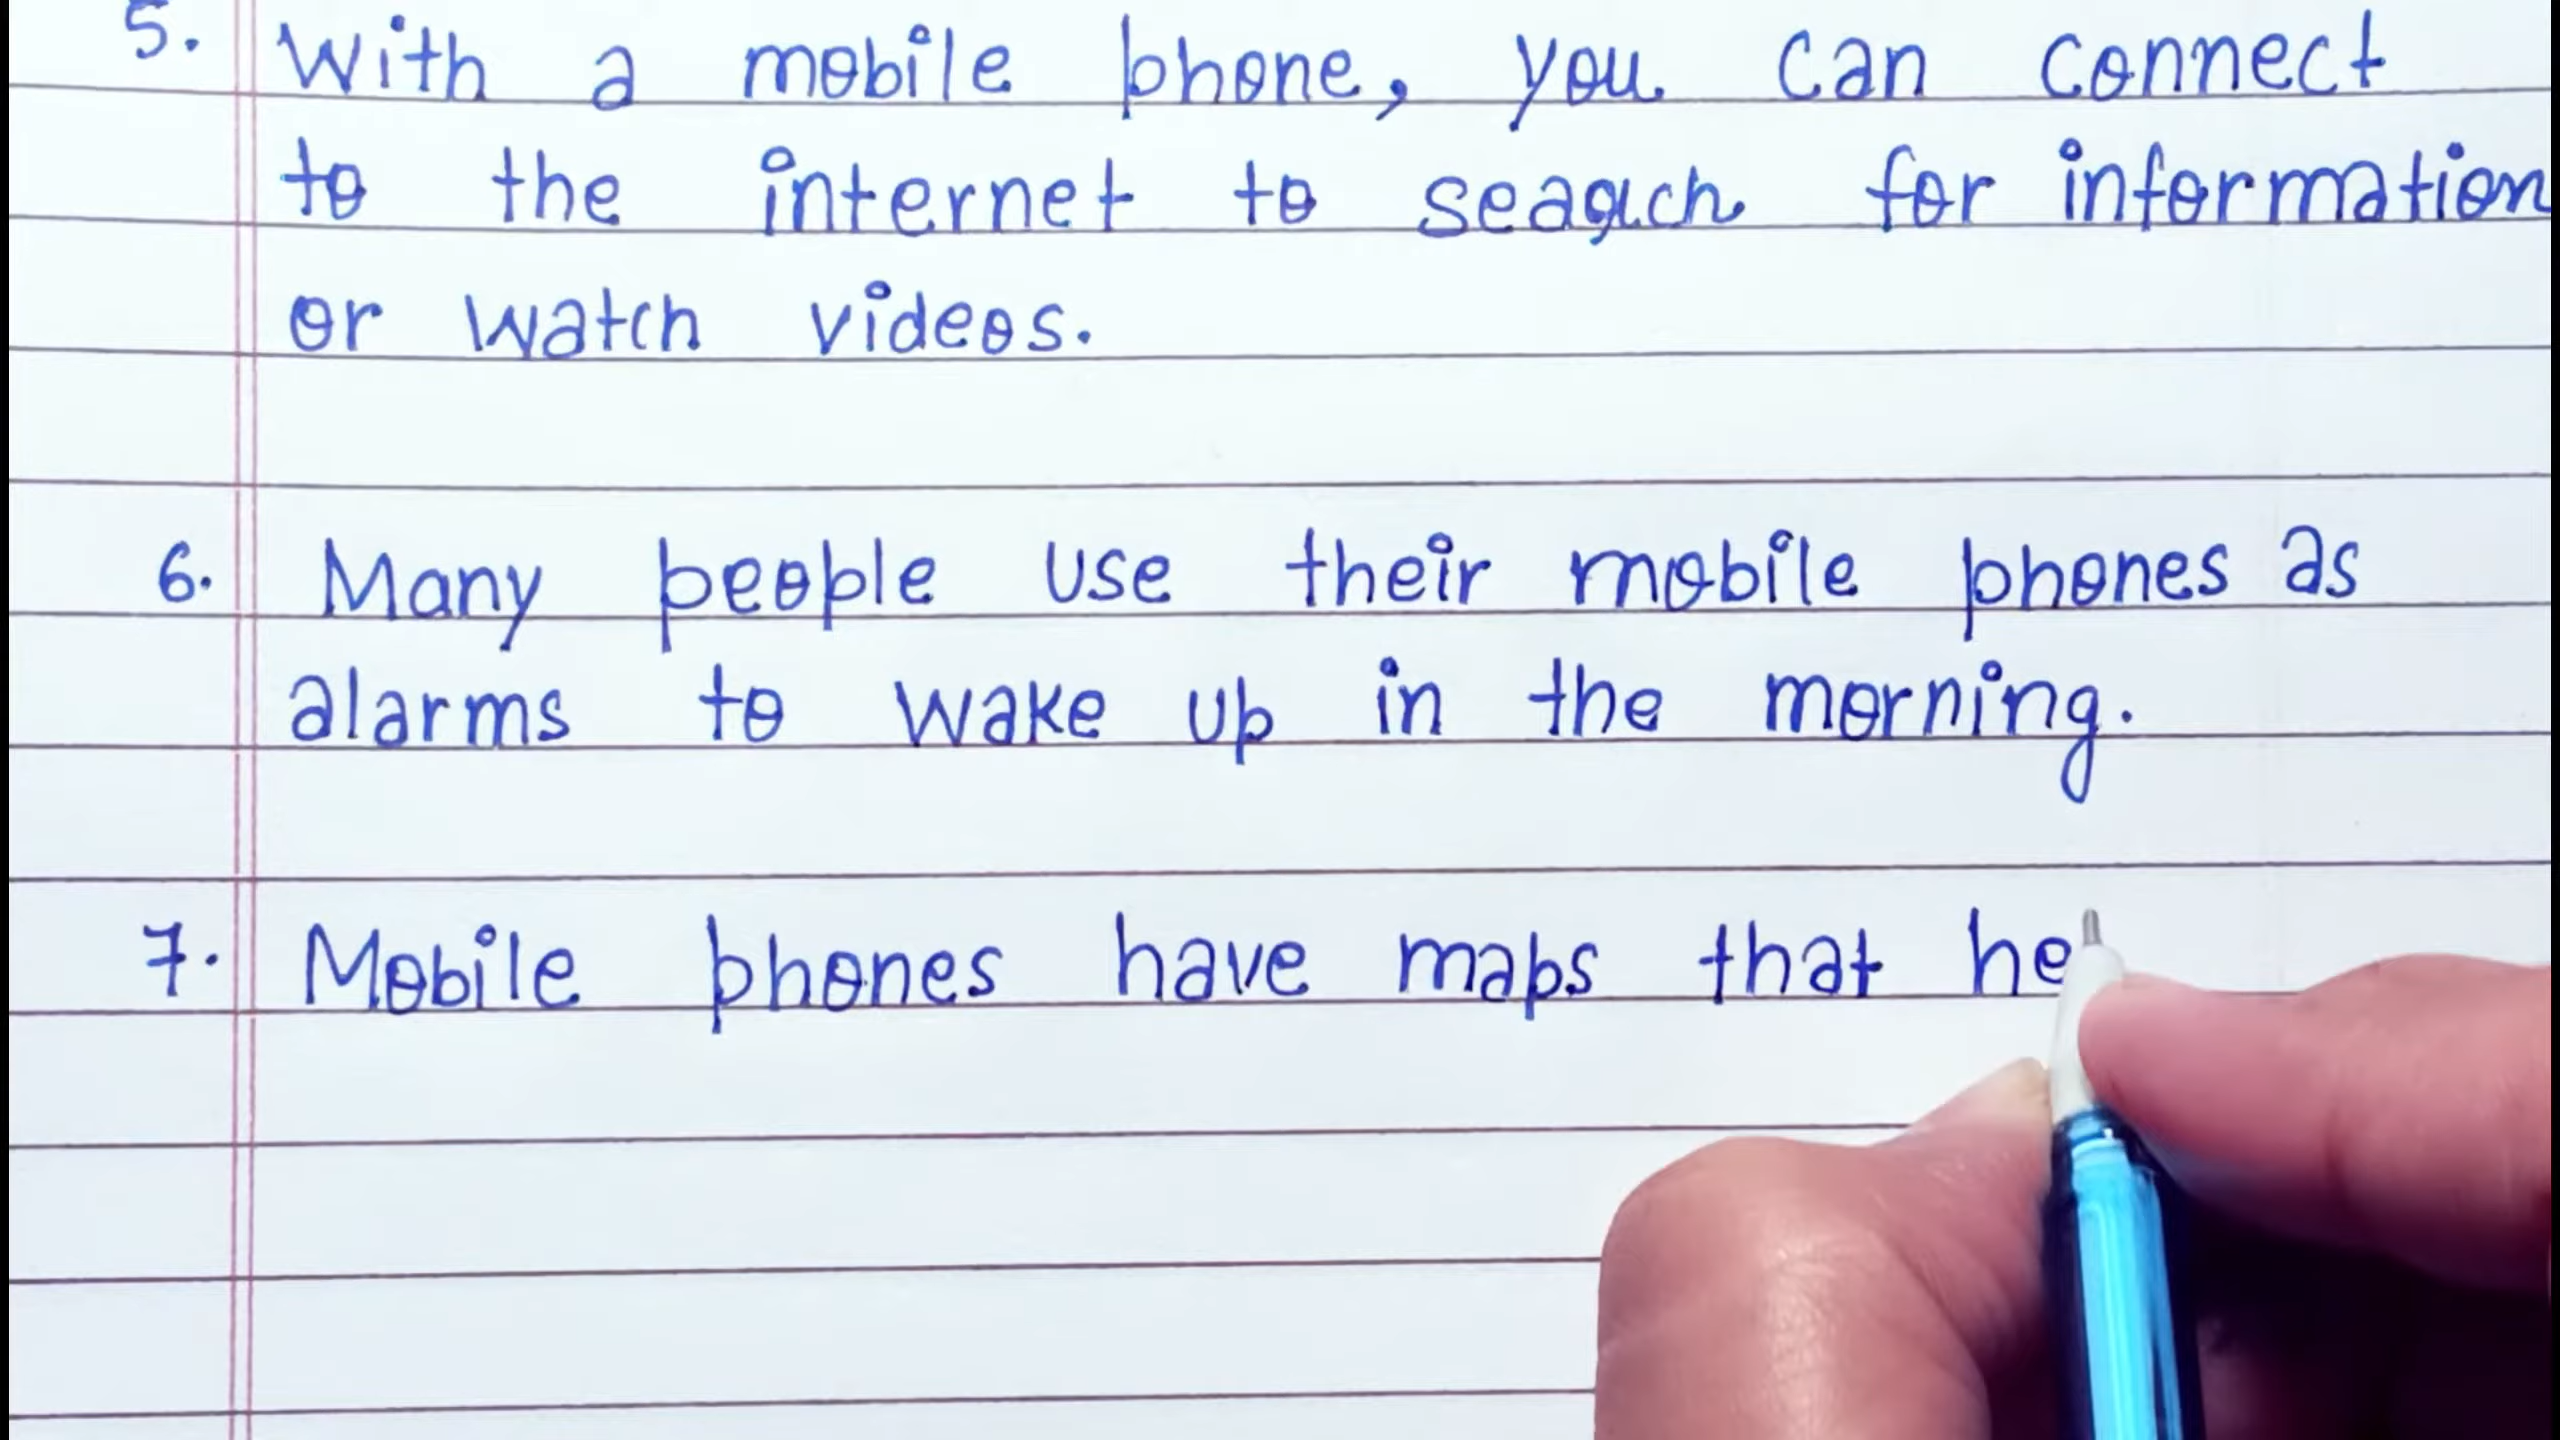 5. With a mobile phone, you can connect
to the internet to search for information
or watch videos.
6. Many people use their mobile phones as
alarms to wake up in the morning.
7. Mobile phones have maps that he